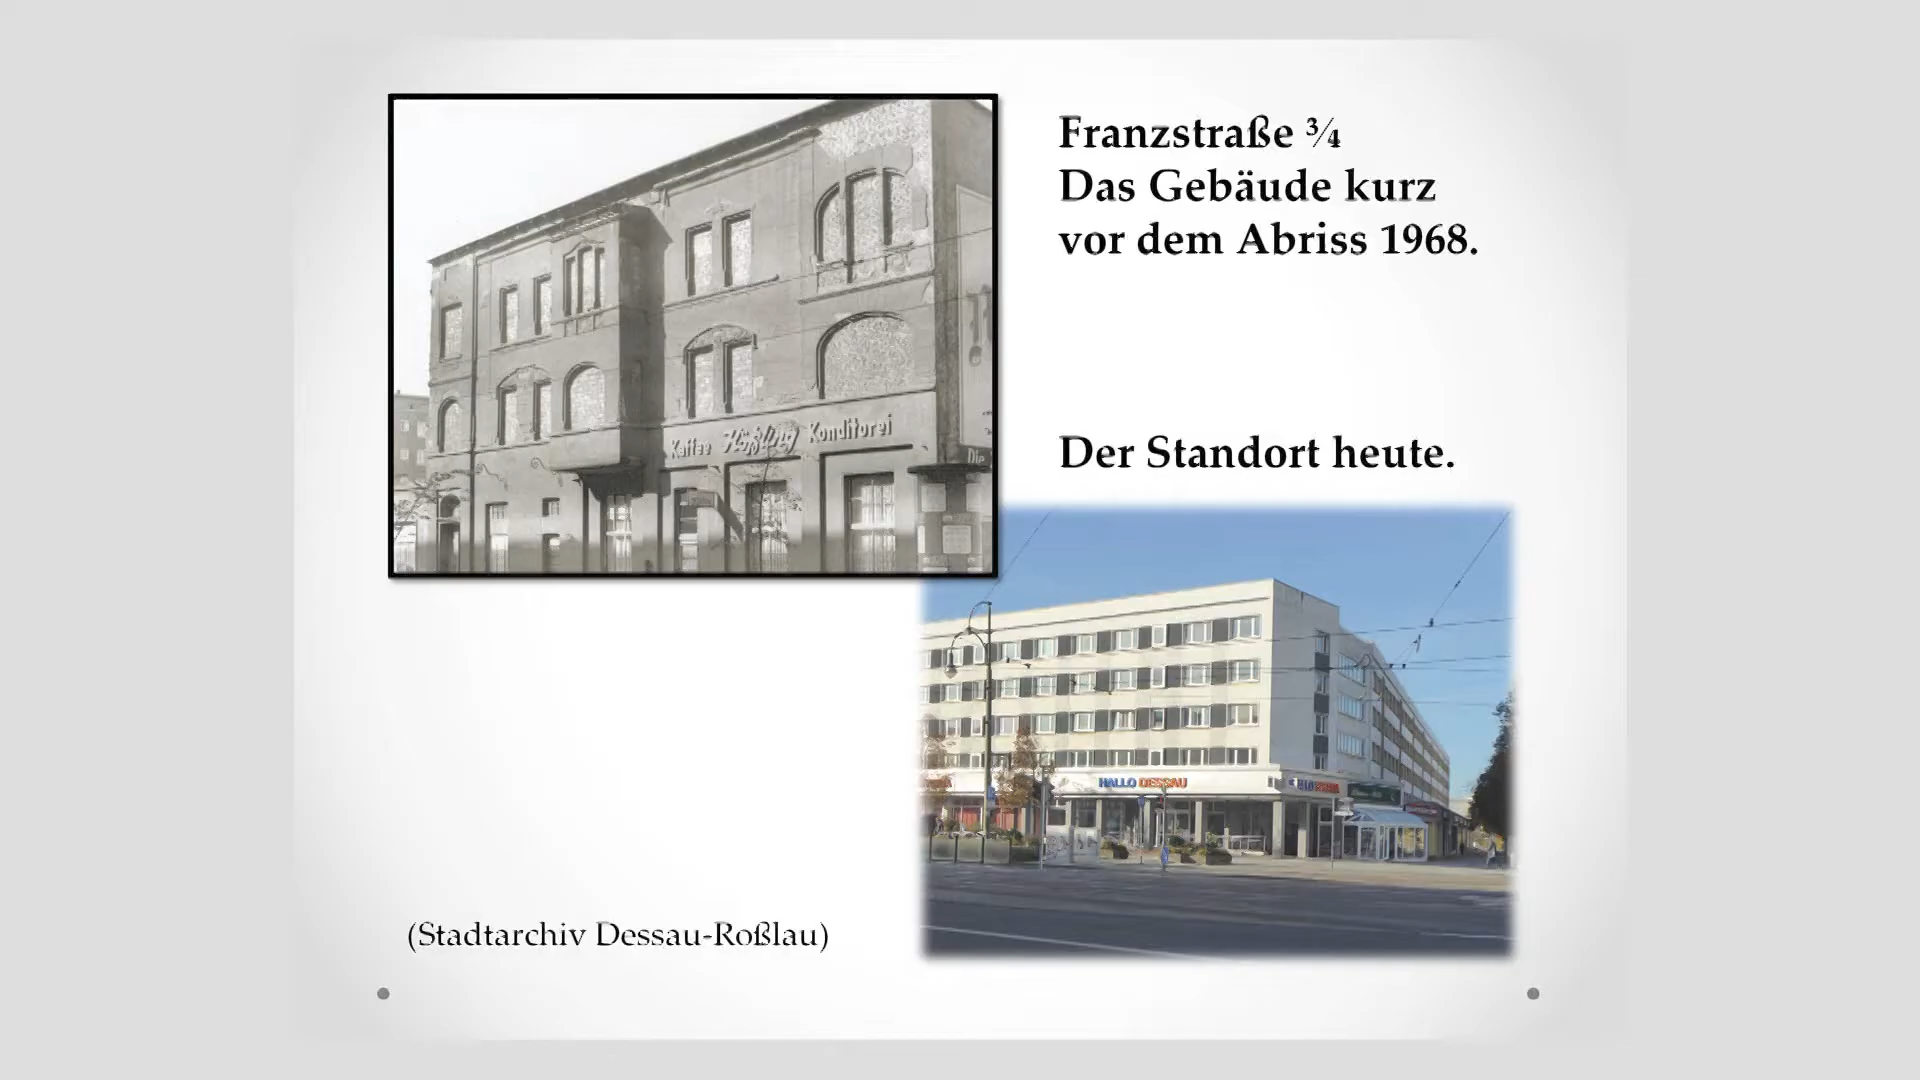 Franzstraße ¾
Das Gebäude kurz
vor dem Abriss 1968.
Kaffee Konditorei
Die
Der Standort heute.
HALLO DESSAU
(Stadtarchiv Dessau-Roßlau)